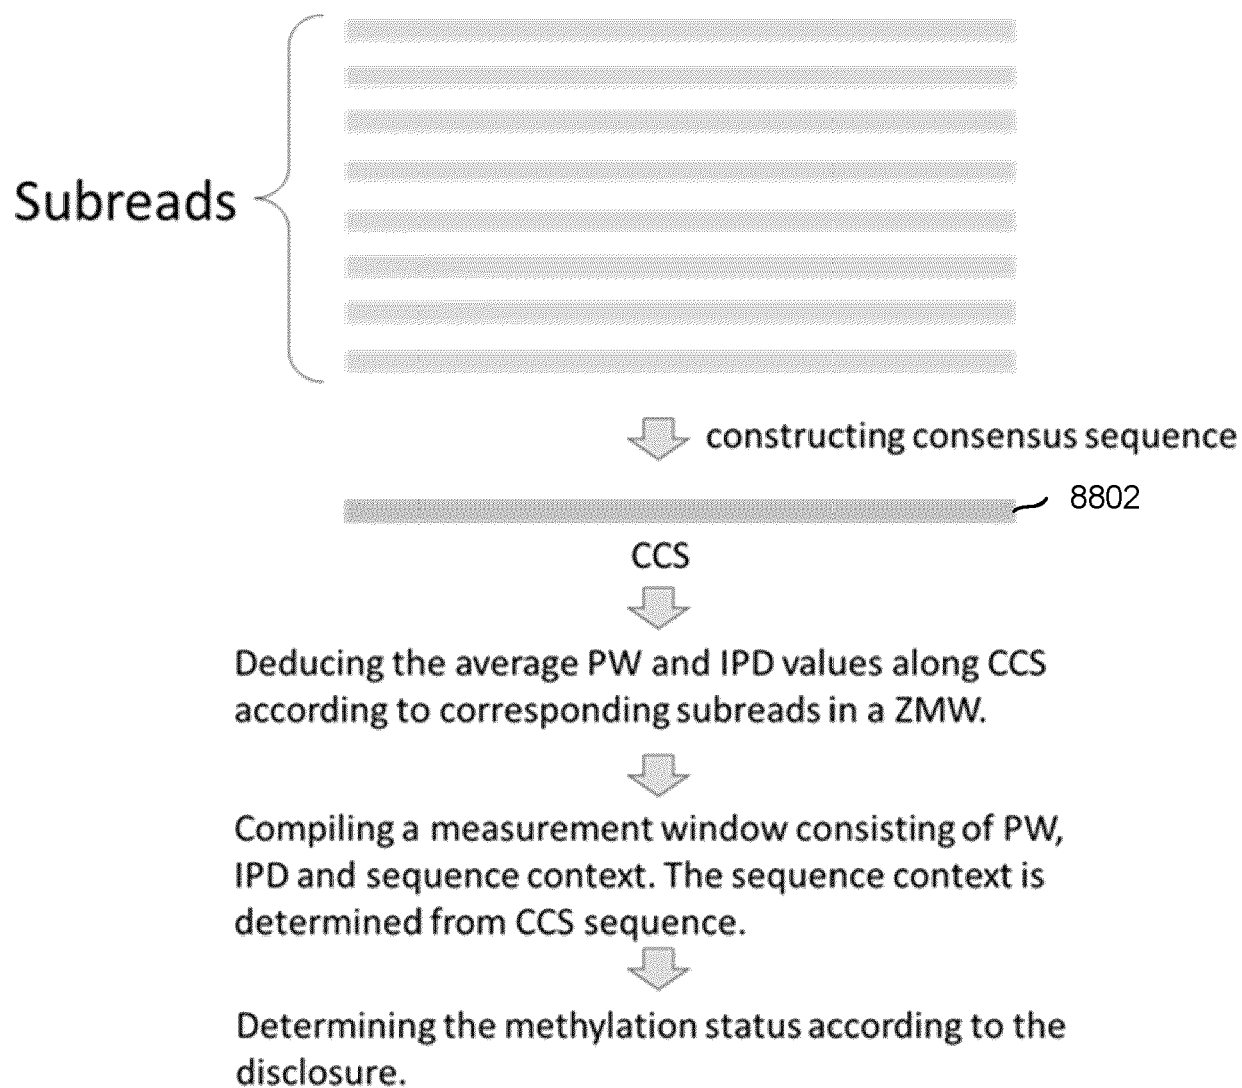 Subreads
constructing consensus sequence
8802
CCS
Deducing the average PW and IPD values along CCS
according to corresponding subreads in a ZMW.
Compiling a measurement window consisting of PW,
IPD and sequence context. The sequence context is
determined from CCS sequence.
Determining the methylation status according to the
disclosure.